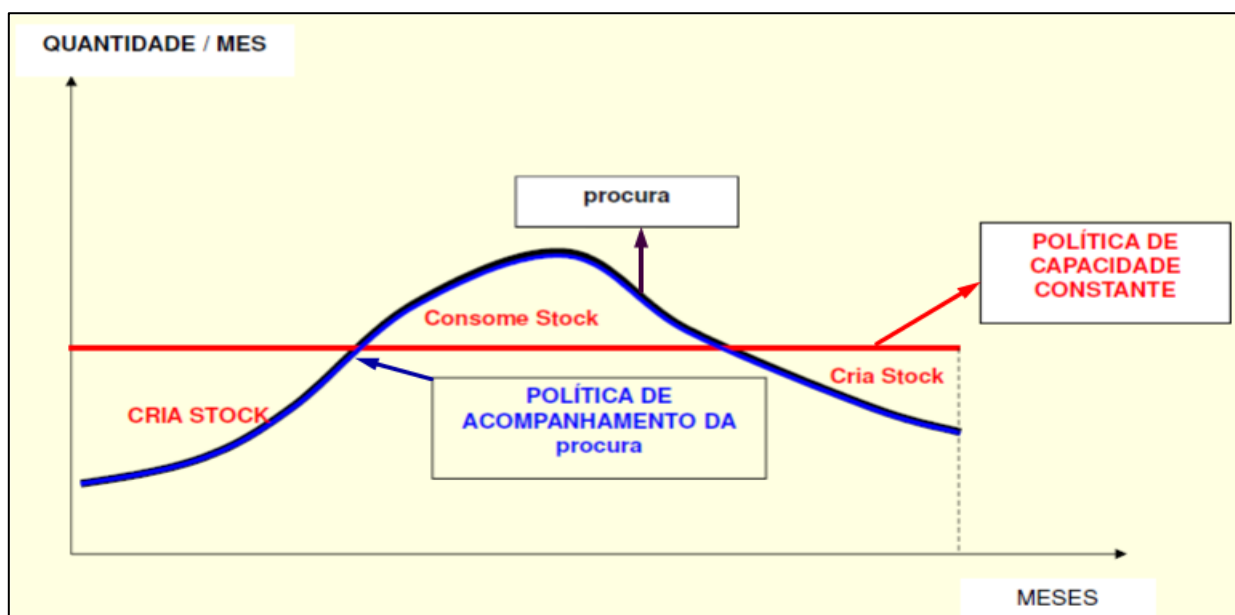 QUANTIDADE / MES
procura
POLÍTICA DE
CAPACIDADE
CONSTANTE
Consome Stock
Cria Stock
CRIA STOCK
POLÍTICA DE
ACOMPANHAMENTO DA
procura
MESES